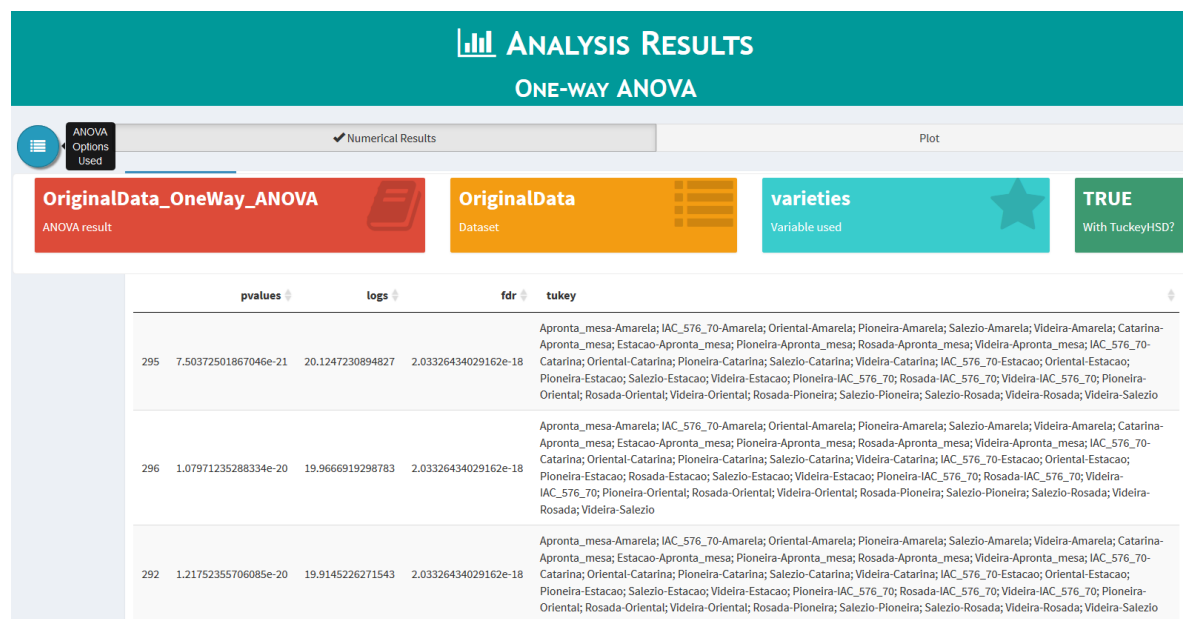 ANALYSIS RESULTS
ONE-WAY ANOVA
ANOVA
Options
Used
Numerical Results
Plot
OriginalData_OneWay_ANOVA
ANOVA result
OriginalData
Dataset
varieties
Variable used
TRUE
With TuckeyHSD?
pvalues logs fdr tukey
295 7.50372501867046e-21 20.1247230894827 2.03326434029162e-18
Apronta_mesa-Amarela; IAC_576_70-Amarela; Oriental-Amarela; Pioneira-Amarela; Salezio-Amarela; Videira-Amarela; Catarina-
Apronta_mesa; Estacao-Apronta_mesa; Pioneira-Apronta_mesa; Rosada-Apronta_mesa; Videira-Apronta_mesa; IAC_576_70-
Catarina; Oriental-Catarina; Pioneira-Catarina; Salezio-Catarina; Videira-Catarina; IAC_576_70-Estacao; Oriental-Estacao;
Pioneira-Estacao; Salezio-Estacao; Videira-Estacao; Pioneira-IAC_576_70; Rosada-IAC_576_70; Videira-IAC_576_70; Pioneira-
Oriental; Rosada-Oriental; Videira-Oriental; Rosada-Pioneira; Salezio-Pioneira; Salezio-Rosada; Videira-Rosada; Videira-Salezio
296 1.07971235288334e-20 19.9666919298783 2.03326434029162e-18
Apronta_mesa-Amarela; IAC_576_70-Amarela; Oriental-Amarela; Pioneira-Amarela; Salezio-Amarela; Videira-Amarela; Catarina-
Apronta_mesa; Estacao-Apronta_mesa; Pioneira-Apronta_mesa; Rosada-Apronta_mesa; Videira-Apronta_mesa; IAC_576_70-
Catarina; Oriental-Catarina; Pioneira-Catarina; Salezio-Catarina; Videira-Catarina; IAC_576_70-Estacao; Oriental-Estacao;
Pioneira-Estacao; Rosada-Estacao; Salezio-Estacao; Videira-Estacao; Pioneira-IAC_576_70; Rosada-IAC_576_70; Videira-
IAC_576_70; Pioneira-Oriental; Rosada-Oriental; Videira-Oriental; Rosada-Pioneira; Salezio-Pioneira; Salezio-Rosada; Videira-
Rosada; Videira-Salezio
292 1.21752355706085e-20 19.9145226271543 2.03326434029162e-18
Apronta_mesa-Amarela; IAC_576_70-Amarela; Oriental-Amarela; Pioneira-Amarela; Salezio-Amarela; Videira-Amarela; Catarina-
Apronta_mesa; Estacao-Apronta_mesa; Pioneira-Apronta_mesa; Rosada-Apronta_mesa; Videira-Apronta_mesa; IAC_576_70-
Catarina; Oriental-Catarina; Pioneira-Catarina; Salezio-Catarina; Videira-Catarina; IAC_576_70-Estacao; Oriental-Estacao;
Pioneira-Estacao; Salezio-Estacao; Videira-Estacao; Pioneira-IAC_576_70; Rosada-IAC_576_70; Videira-IAC_576_70; Pioneira-
Oriental; Rosada-Oriental; Videira-Oriental; Rosada-Pioneira; Salezio-Pioneira; Salezio-Rosada; Videira-Rosada; Videira-Salezio